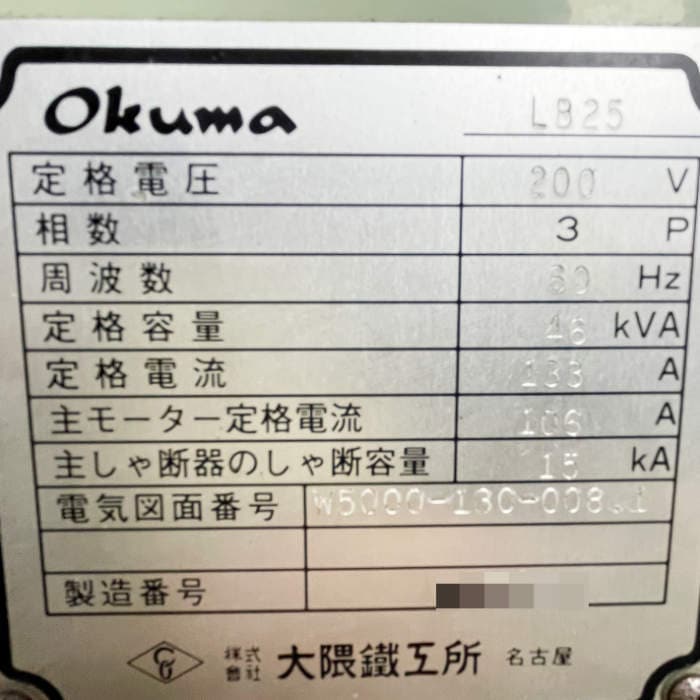 Okuma LB25
定格電圧 200 V
相数 3 P
周波数 60 Hz
定格容量 46 kVA
定格電流 133 A
主モーター定格電流 106 A
主しゃ断器のしゃ断容量 15 kA
電気図面番号 W5000-130-008
製造番号
株式会社 大隈鐵工所 名古屋